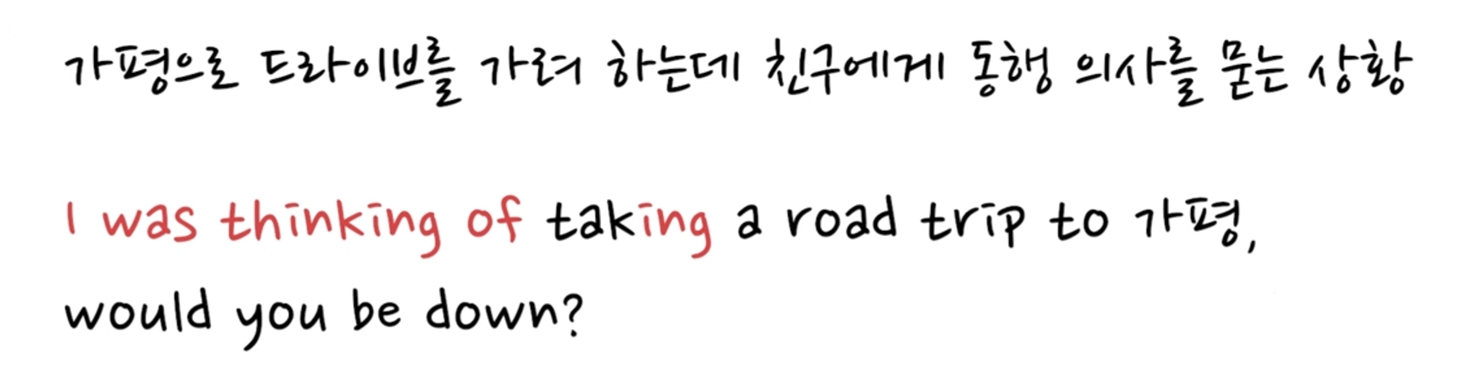 가평으로 드라이브를 가려 하는데 친구에게 동행 의사를 묻는 상황
I was thinking of taking a road trip to 가평,
would you be down?